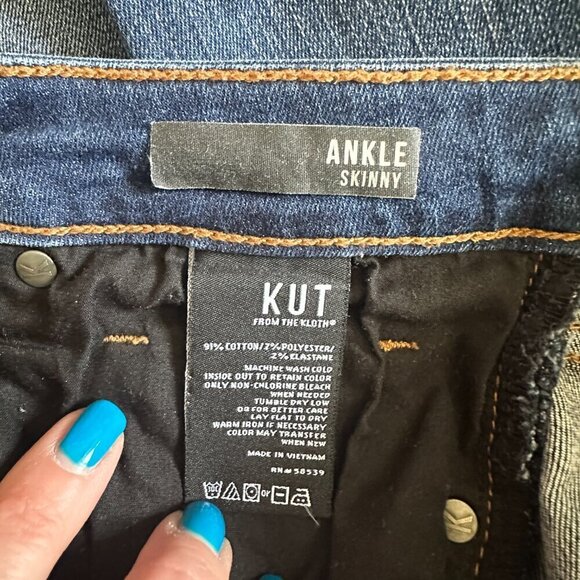 ANKLE
SKINNY
KUT
FROM THE KLOTH®
91% COTTON/7% POLYESTER/
2% ELASTANE
MACHINE WASH COLD
INSIDE OUT TO RETAIN COLOR
ONLY NON-CHLORINE BLEACH
WHEN NEEDED
TUMBLE DRY LOW
OR FOR BETTER CARE
LAY FLAT TO DRY
WARM IRON IF NECESSARY
COLOR MAY TRANSFER
WHEN NEW
MADE IN VIETNAM
RN# 58539
or